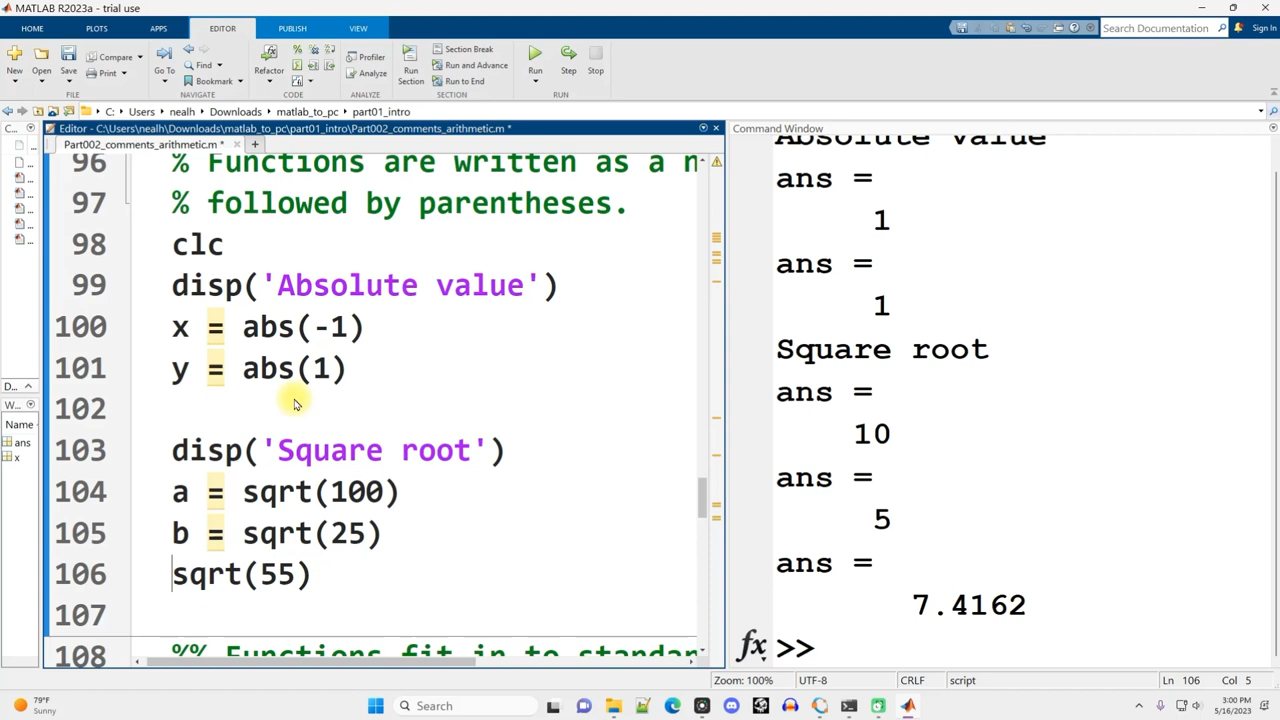 MATLAB R2023a - trial use
HOME PLOTS APPS EDITOR PUBLISH VIEW
Search Documentation
Sign In
New Open Save Compare Print
Go To Find Bookmark
Refactor
Profiler Analyze
Run Section
Section Break
Run and Advance
Run to End
Run Step Stop
FILE NAVIGATE CODE ANALYZE SECTION RUN
C: Users nealh Downloads matlab_to_pc part01_intro
C...
D...
W...
Name
ans
x
Editor - C:\Users\nealh\Downloads\matlab_to_pc\part01_intro\Part002_comments_arithmetic.m *
Part002_comments_arithmetic.m * +
96 % Functions are written as a n
97 % followed by parentheses.
98 clc
99 disp('Absolute value')
100 x = abs(-1)
101 y = abs(1)
102
103 disp('Square root')
104 a = sqrt(100)
105 b = sqrt(25)
106 sqrt(55)
107
108 %% Functions fit in to standar
Command Window
Absolute value
ans =
1
ans =
1
Square root
ans =
10
ans =
5
ans =
7.4162
fx >>
Zoom: 100% UTF-8 CRLF script Ln 106 Col 5
79°F
Sunny
Search
3:00 PM
5/16/2023